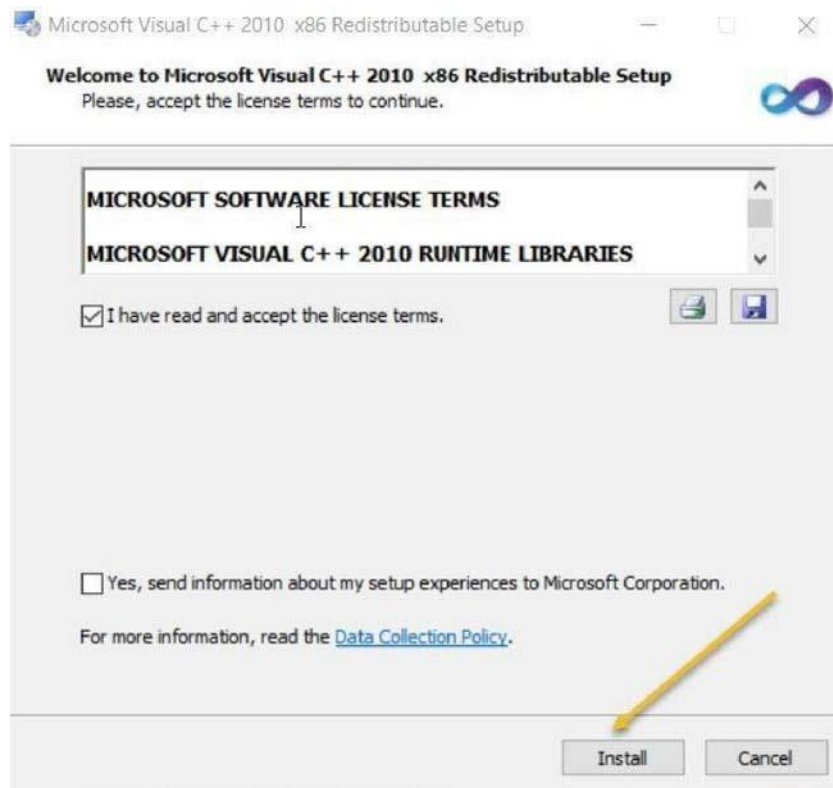 Microsoft Visual C++ 2010 x86 Redistributable Setup
Welcome to Microsoft Visual C++ 2010 x86 Redistributable Setup
Please, accept the license terms to continue.
MICROSOFT SOFTWARE LICENSE TERMS
MICROSOFT VISUAL C++ 2010 RUNTIME LIBRARIES
I have read and accept the license terms.
Yes, send information about my setup experiences to Microsoft Corporation.
For more information, read the Data Collection Policy.
Install Cancel